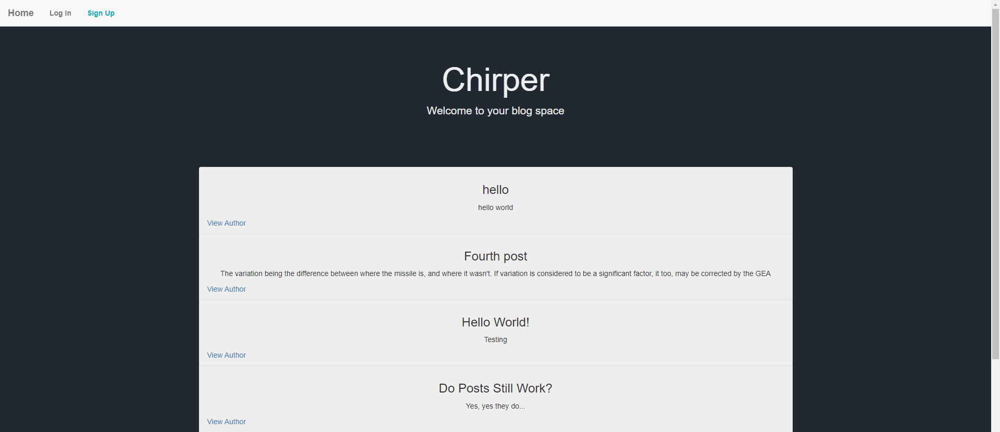 Home Log In Sign Up
Chirper
Welcome to your blog space
hello
hello world
View Author
Fourth post
The variation being the difference between where the missile is, and where it wasn't. If variation is considered to be a significant factor, it too, may be corrected by the GEA
View Author
Hello World!
Testing
View Author
Do Posts Still Work?
Yes, yes they do...
View Author